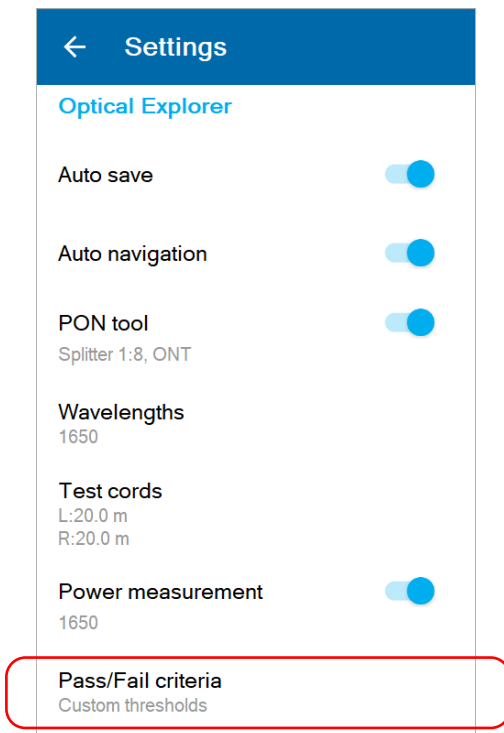 Settings
Optical Explorer
Auto save
Auto navigation
PON tool
Splitter 1:8, ONT
Wavelengths
1650
Test cords
L:20.0 m
R:20.0 m
Power measurement
1650
Pass/Fail criteria
Custom thresholds